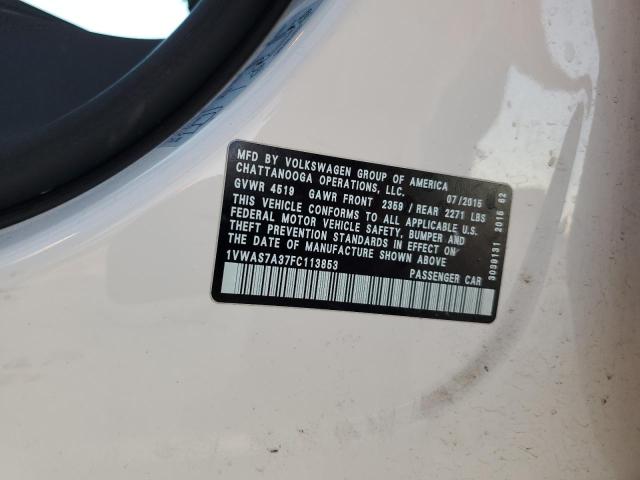 MFD BY VOLKSWAGEN GROUP OF AMERICA
CHATTANOOGA OPERATIONS, LLC. 07/2015
GVWR 4519 GAWR FRONT 2359 / REAR 2271 LBS
THIS VEHICLE CONFORMS TO ALL APPLICABLE U.S.
FEDERAL MOTOR VEHICLE SAFETY, BUMPER AND
THEFT PREVENTION STANDARDS IN EFFECT ON
THE DATE OF MANUFACTURE SHOWN ABOVE
1VWAS7A37FC113853
PASSENGER CAR
3039131 2015 02